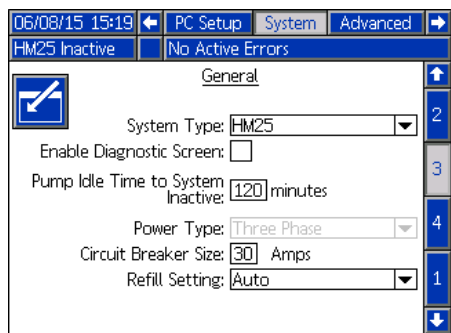 06/08/15 15:19 PC Setup System Advanced
HM25 Inactive No Active Errors
General
2
System Type: HM25
Enable Diagnostic Screen:
3
Pump Idle Time to System
Inactive: 120 minutes
Power Type: Three Phase
4
Circuit Breaker Size: 30 Amps
Refill Setting: Auto
1